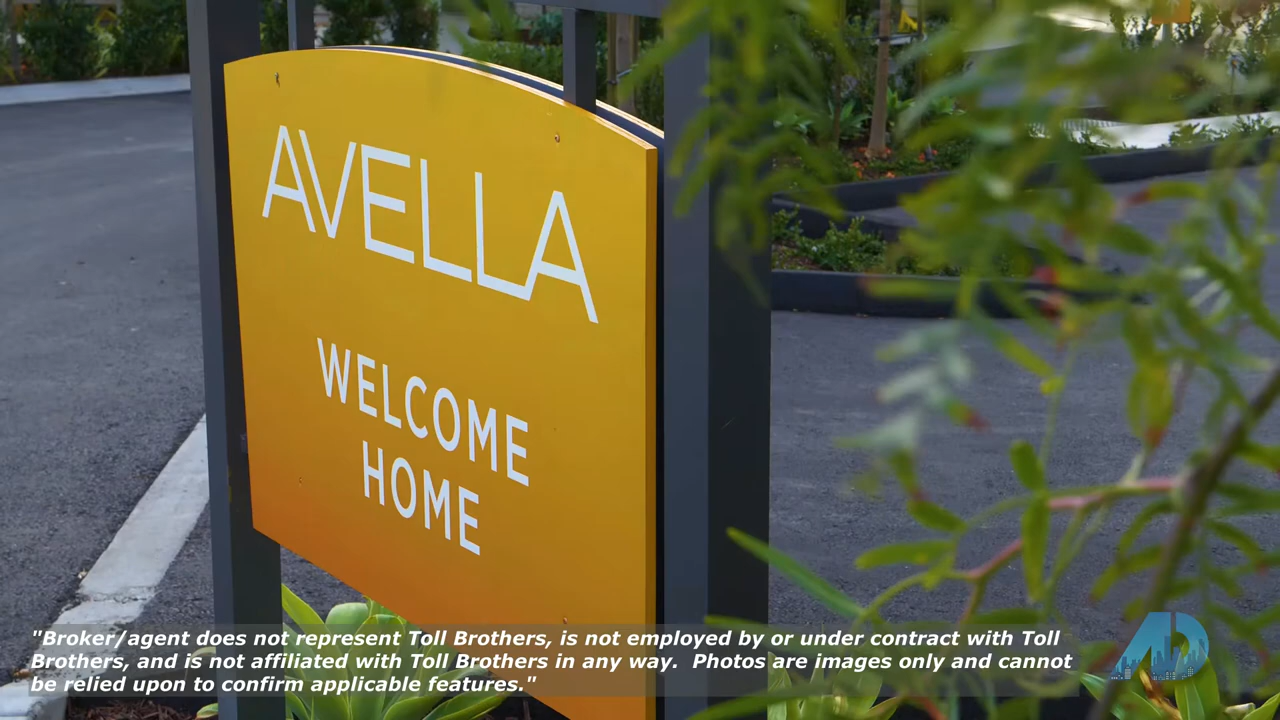 AVELLA
WELCOME
HOME
"Broker/agent does not represent Toll Brothers, is not employed by or under contract with Toll
Brothers, and is not affiliated with Toll Brothers in any way.  Photos are images only and cannot
be relied upon to confirm applicable features."
AD